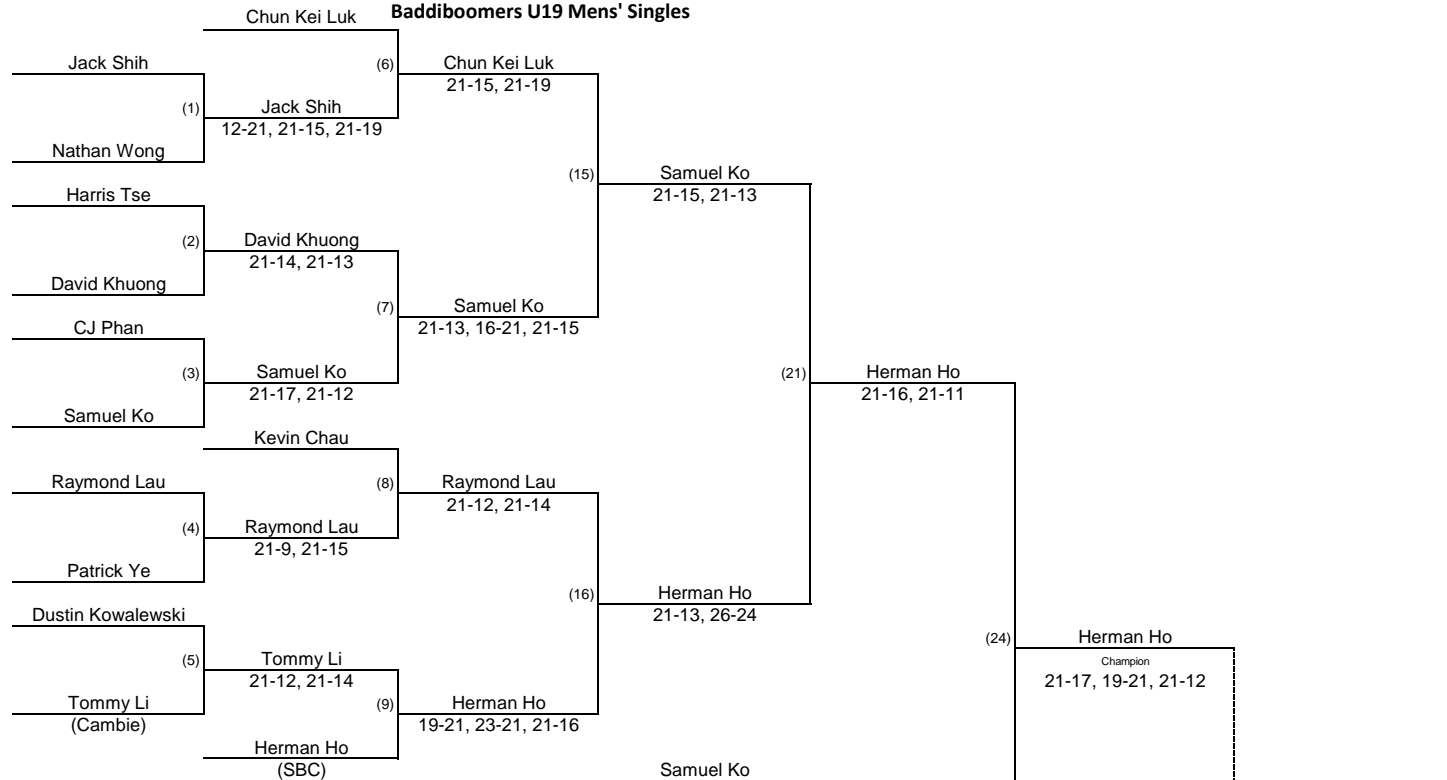 Baddiboomers U19 Mens' Singles
Chun Kei Luk
Jack Shih
(6)
Chun Kei Luk
21-15, 21-19
(1)
Jack Shih
12-21, 21-15, 21-19
Nathan Wong
(15)
Samuel Ko
21-15, 21-13
Harris Tse
(2)
David Khuong
21-14, 21-13
David Khuong
(7)
Samuel Ko
21-13, 16-21, 21-15
CJ Phan
(3)
Samuel Ko
21-17, 21-12
(21)
Herman Ho
21-16, 21-11
Samuel Ko
Kevin Chau
Raymond Lau
(8)
Raymond Lau
21-12, 21-14
(4)
Raymond Lau
21-9, 21-15
Patrick Ye
(16)
Herman Ho
21-13, 26-24
Dustin Kowalewski
(24)
Herman Ho
Champion
21-17, 19-21, 21-12
(5)
Tommy Li
21-12, 21-14
Tommy Li
(Cambie)
(9)
Herman Ho
19-21, 23-21, 21-16
Herman Ho
(SBC)
Samuel Ko